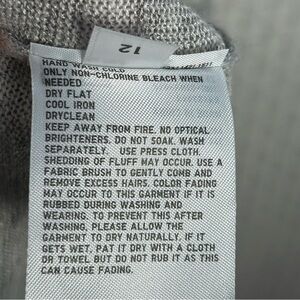 12
HAND WASH COLD
ONLY NON-CHLORINE BLEACH WHEN
NEEDED
DRY FLAT
COOL IRON
DRYCLEAN
KEEP AWAY FROM FIRE. NO OPTICAL
BRIGHTENERS. DO NOT SOAK. WASH
SEPARATELY. USE PRESS CLOTH.
SHEDDING OF FLUFF MAY OCCUR. USE A
FABRIC BRUSH TO GENTLY COMB AND
REMOVE EXCESS HAIRS. COLOR FADING
MAY OCCUR TO THIS GARMENT IF IT IS
RUBBED DURING WASHING AND
WEARING. TO PREVENT THIS AFTER
WASHING, PLEASE ALLOW THE
GARMENT TO DRY NATURALLY. IF IT
GETS WET, PAT IT DRY WITH A CLOTH
OR TOWEL BUT DO NOT RUB IT AS THIS
CAN CAUSE FADING.